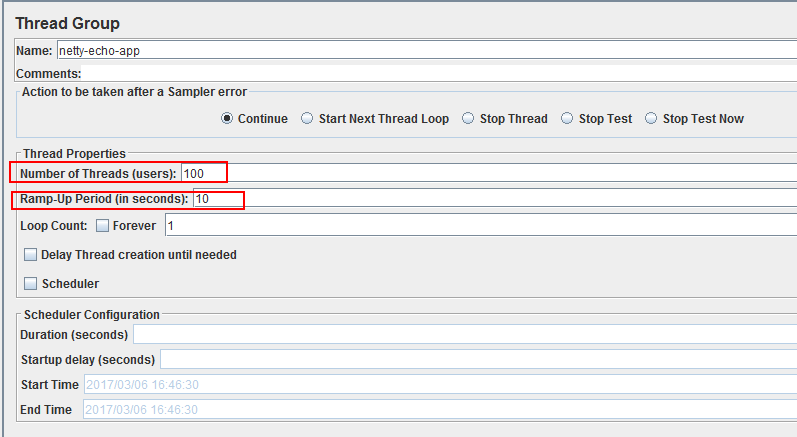 Thread Group
Name: netty-echo-app
Comments:
Action to be taken after a Sampler error
Continue Start Next Thread Loop Stop Thread Stop Test Stop Test Now
Thread Properties
Number of Threads (users): 100
Ramp-Up Period (in seconds): 10
Loop Count: Forever 1
Delay Thread creation until needed
Scheduler
Scheduler Configuration
Duration (seconds)
Startup delay (seconds)
Start Time 2017/03/06 16:46:30
End Time 2017/03/06 16:46:30